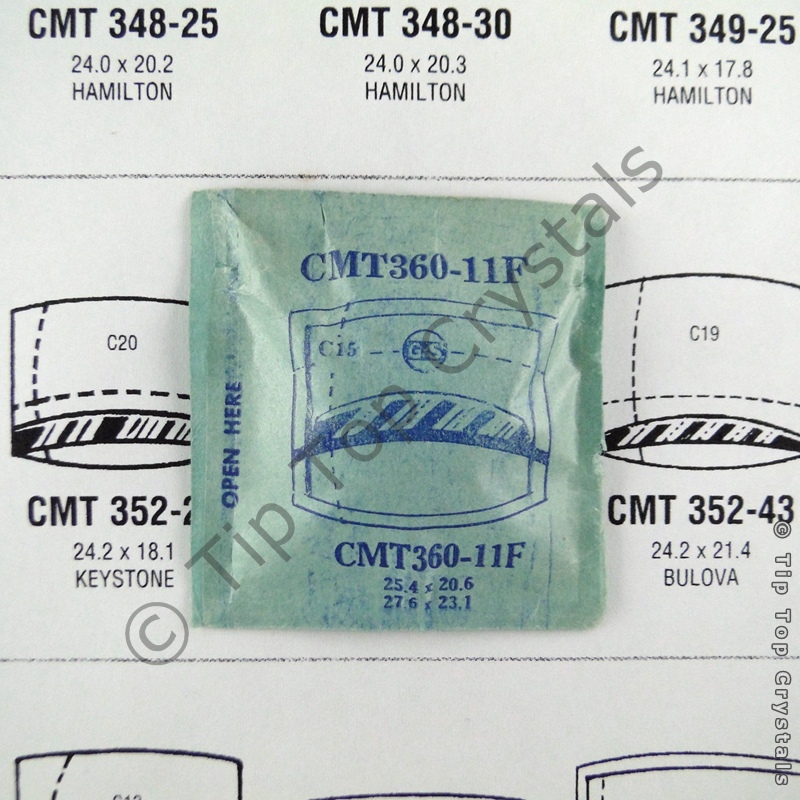 CMT 348-25
24.0 x 20.2
HAMILTON
CMT 348-30
24.0 x 20.3
HAMILTON
CMT 349-25
24.1 x 17.8
HAMILTON
C20
CMT 352-2
24.2 x 18.1
KEYSTONE
CMT360-11F
C15
G-S
OPEN HERE
CMT360-11F
25.4 x 20.6
27.6 x 23.1
C19
CMT 352-43
24.2 x 21.4
BULOVA
© Tip Top Crystals
© Tip Top Crystals